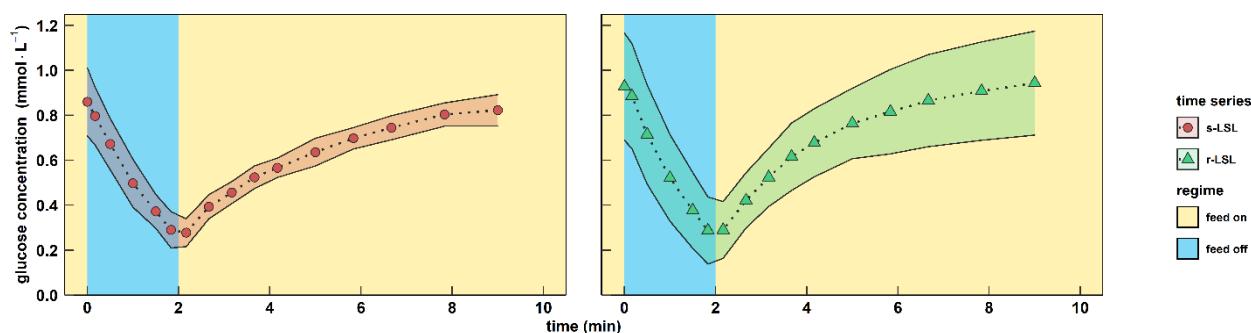 glucose concentration (mmol · L⁻¹)
1.2
1.0
0.8
0.6
0.4
0.2
0.0
0 2 4 6 8 10
0 2 4 6 8 10
time (min)
time series
s-LSL
r-LSL
regime
feed on
feed off